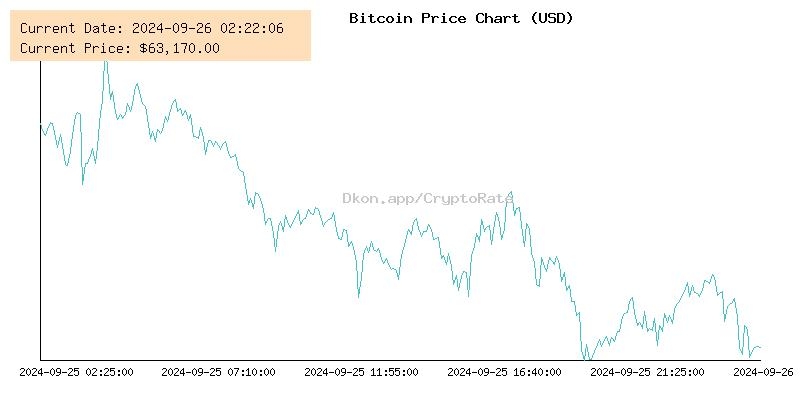 Bitcoin Price Chart (USD)
Current Date: 2024-09-26 02:22:06
Current Price: $63,170.00
Dkon.app/CryptoRate
2024-09-25 02:25:00 2024-09-25 07:10:00 2024-09-25 11:55:00 2024-09-25 16:40:00 2024-09-25 21:25:00 2024-09-26